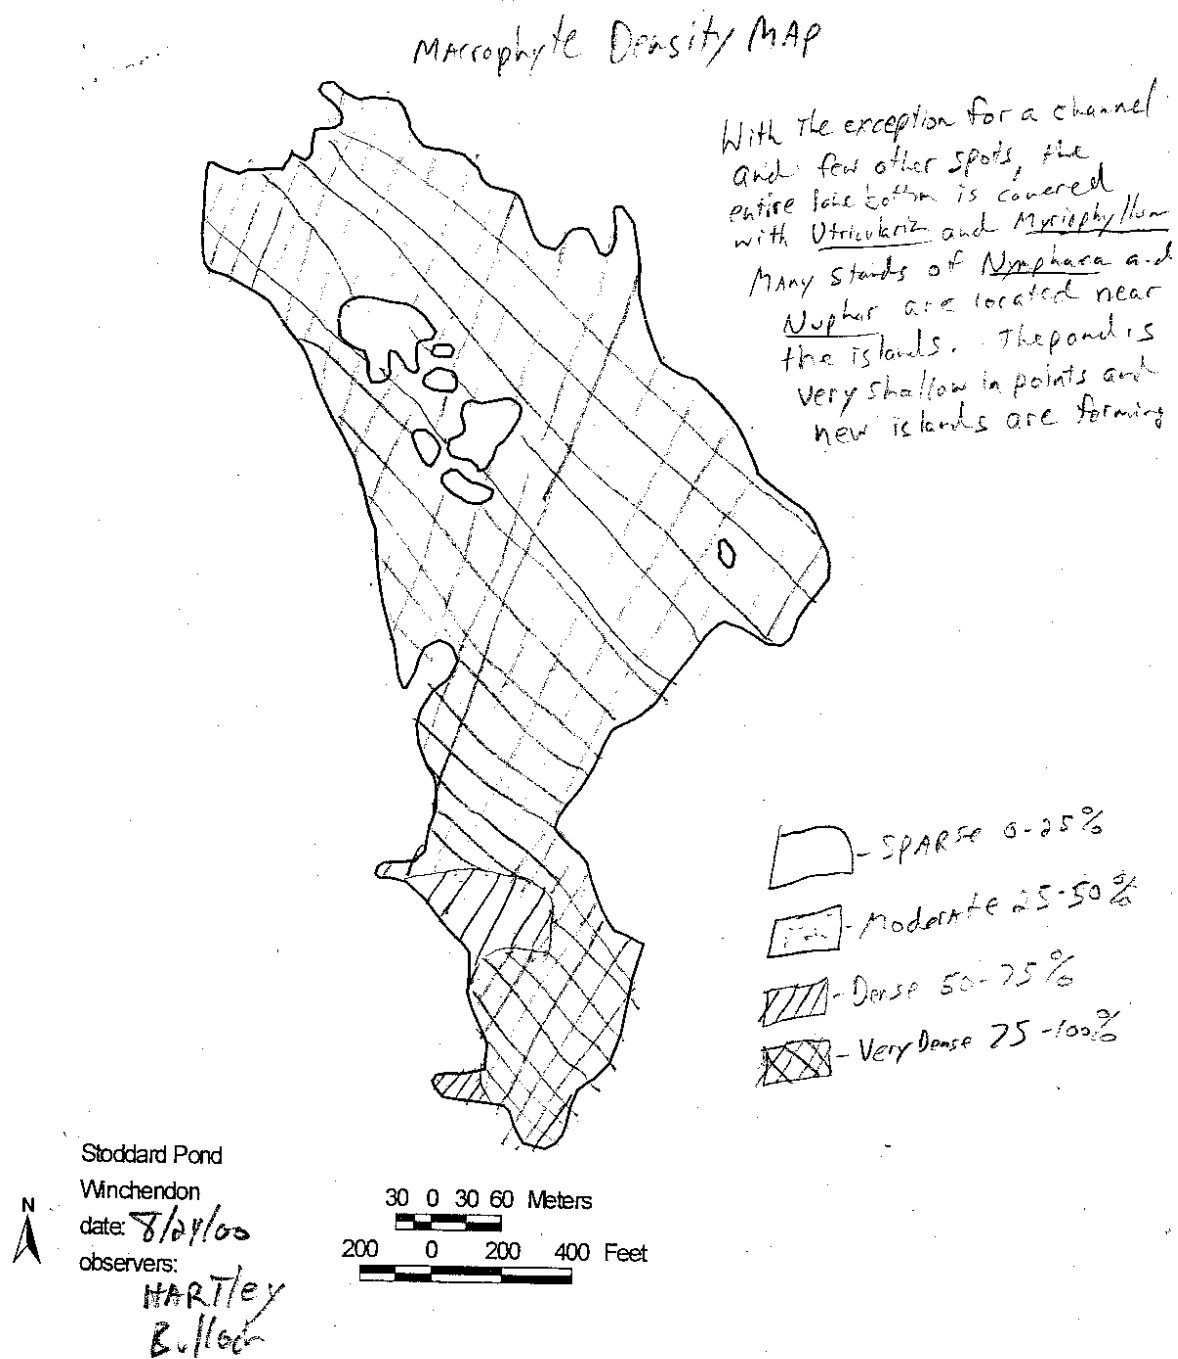 Macrophyte Density Map
With The exception for a channel
and few other spots, the
entire lake bottom is covered
with Utricularia and Myriophyllum
Many stands of Nymphaea and
Nuphar are located near
the islands. The pond is
very shallow in points and
new islands are forming
- SPARSE 0-25%
- Moderate 25-50%
- Dense 50-75%
- Very Dense 75-100%
Stoddard Pond
Winchendon
N
date: 8/24/00
observers:
HARTley
30 0 30 60 Meters
200 0 200 400 Feet